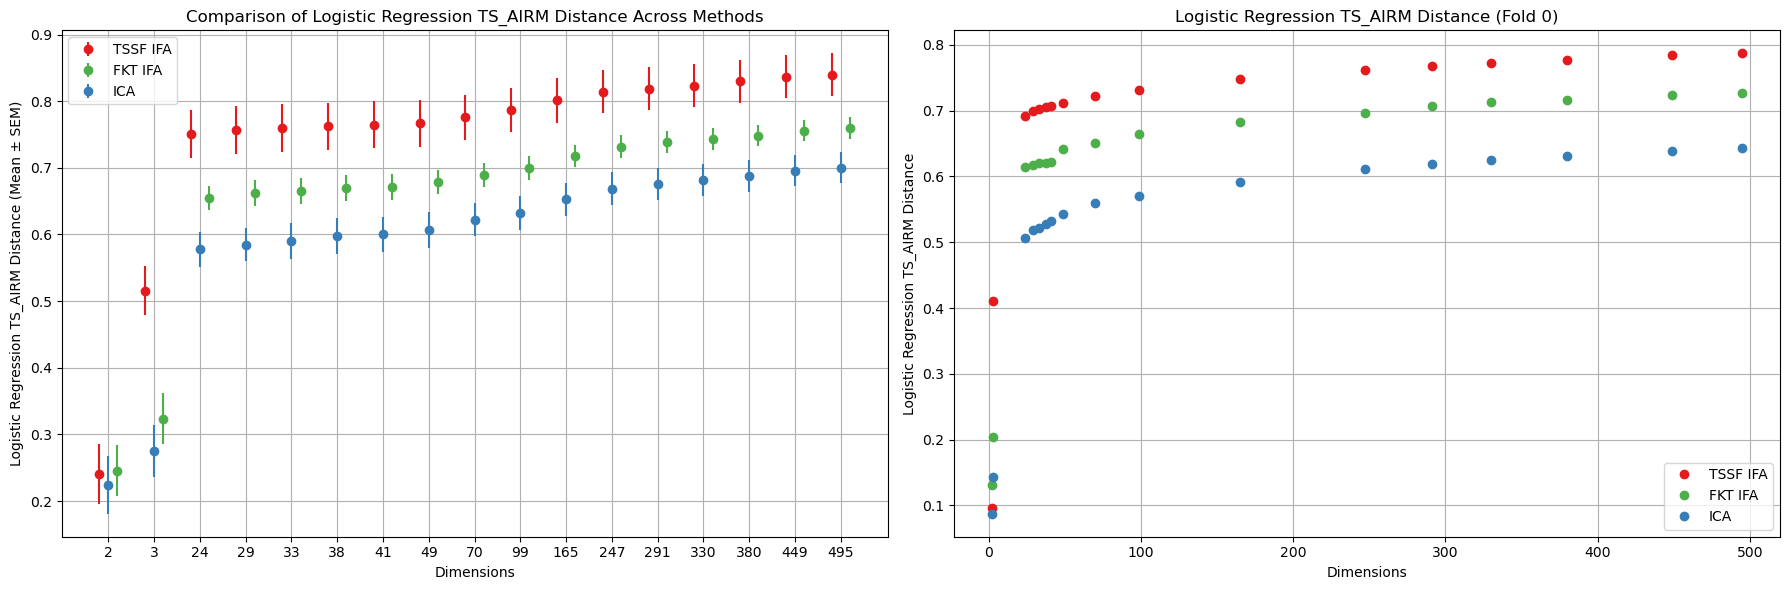 Comparison of Logistic Regression TS_AIRM Distance Across Methods
Logistic Regression TS_AIRM Distance (Mean ± SEM)
0.9
0.8
0.7
0.6
0.5
0.4
0.3
0.2
TSSF IFA
FKT IFA
ICA
2 3 24 29 33 38 41 49 70 99 165 247 291 330 380 449 495
Dimensions
Logistic Regression TS_AIRM Distance (Fold 0)
Logistic Regression TS_AIRM Distance
0.8
0.7
0.6
0.5
0.4
0.3
0.2
0.1
TSSF IFA
FKT IFA
ICA
0 100 200 300 400 500
Dimensions